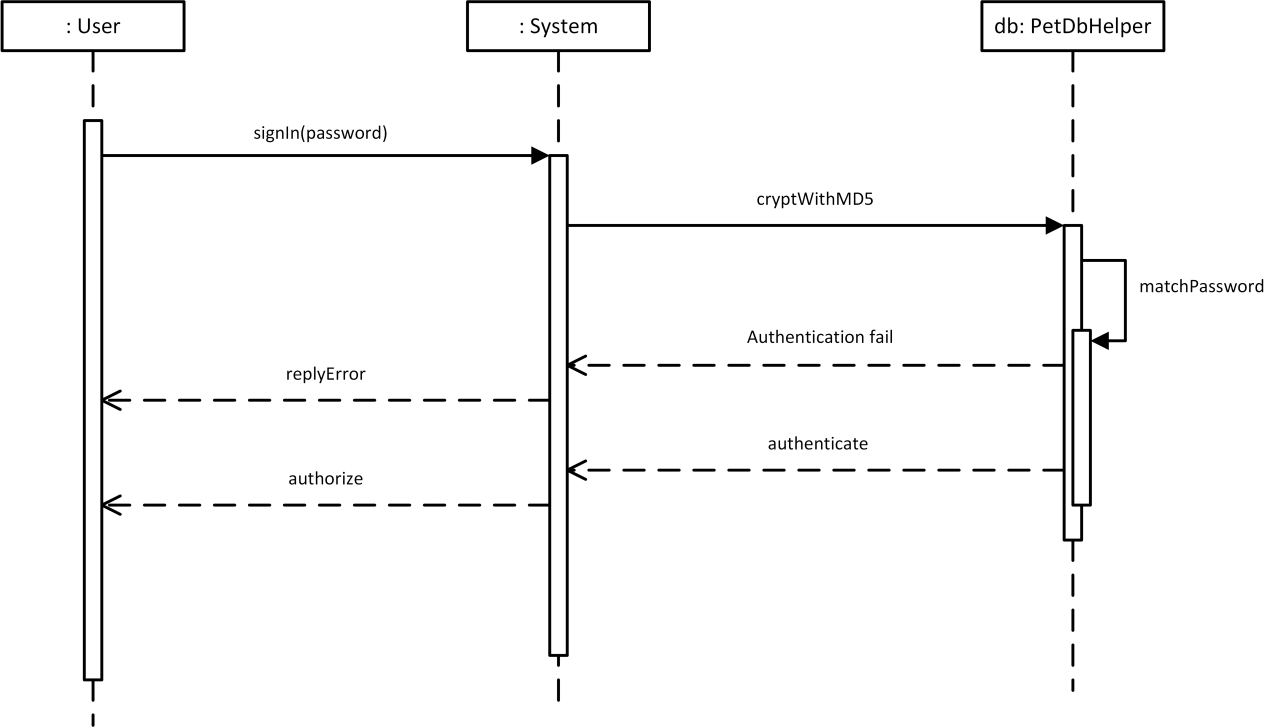 : User
: System
db: PetDbHelper
signIn(password)
cryptWithMD5
matchPassword
Authentication fail
replyError
authenticate
authorize